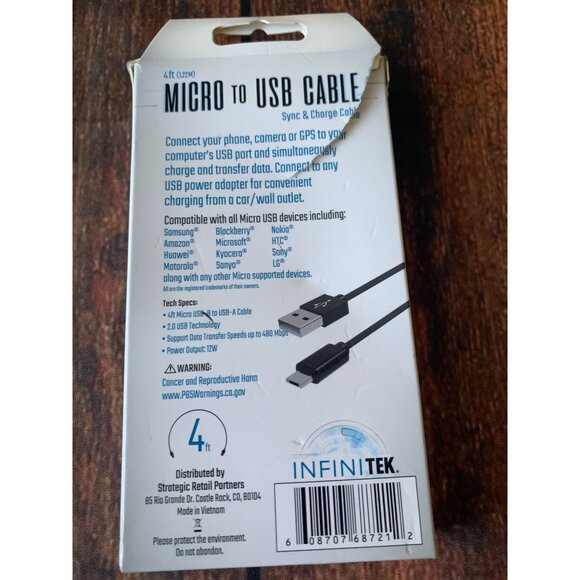 4 ft (1.22M)
MICRO TO USB CABLE
Sync & Charge Cable
Connect your phone, camera or GPS to your
computer's USB port and simultaneously
charge and transfer data. Connect to any
USB power adapter for convenient
charging from a car/wall outlet.
Compatible with all Micro USB devices including:
Samsung® Blackberry® Nokia®
Amazon® Microsoft® HTC®
Huawei® Kyocera® Sony®
Motorola® Sanyo® LG®
along with any other Micro supported devices.
All are the registered trademarks of their owners.
Tech Specs:
• 4ft Micro USB-B to USB-A Cable
• 2.0 USB Technology
• Support Data Transfer Speeds up to 480 Mbps
• Power Output: 12W
⚠ WARNING:
Cancer and Reproductive Harm
www.P65Warnings.ca.gov
4 ft
INFINITEK®
Distributed by
Strategic Retail Partners
85 Rio Grande Dr. Castle Rock, CO, 80104
Made in Vietnam
Please protect the environment.
Do not abandon.
6 08707 68721 2